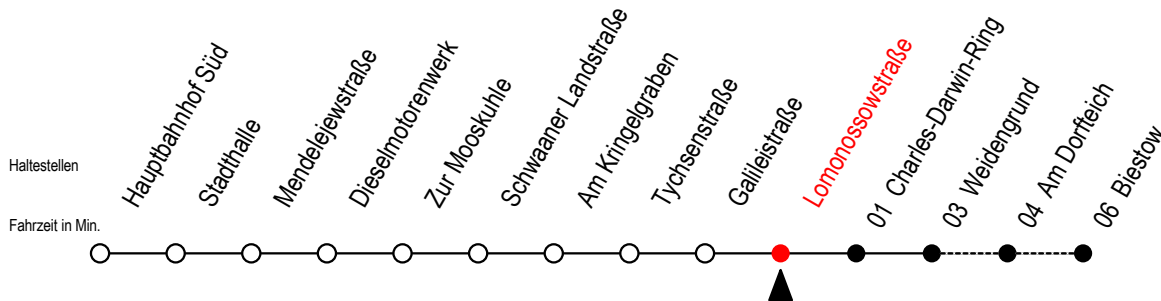 Haltestellen
Fahrzeit in Min.
Hauptbahnhof Süd
Stadthalle
Mendelejewstraße
Dieselmotorenwerk
Zur Mooskuhle
Schwaaner Landstraße
Am Kringelgraben
Tychsenstraße
Galileistraße
Lomonossowstraße
01 Charles-Darwin-Ring
03 Weidengrund
04 Am Dorfteich
06 Biestow